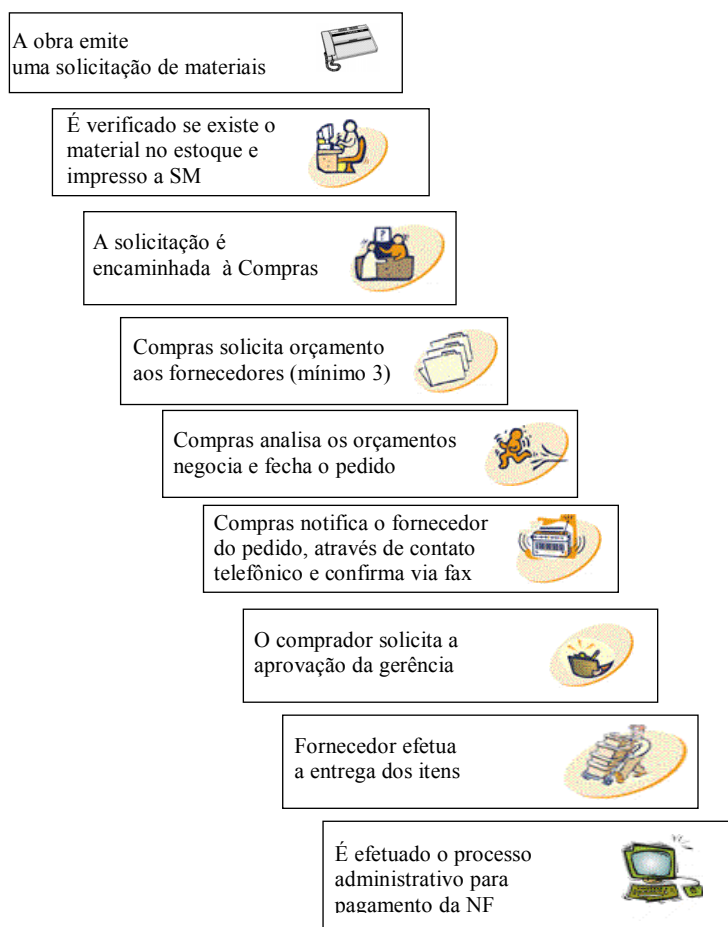 A obra emite
uma solicitação de materiais
É verificado se existe o
material no estoque e
impresso a SM
A solicitação é
encaminhada à Compras
Compras solicita orçamento
aos fornecedores (mínimo 3)
Compras analisa os orçamentos
negocia e fecha o pedido
Compras notifica o fornecedor
do pedido, através de contato
telefônico e confirma via fax
O comprador solicita a
aprovação da gerência
Fornecedor efetua
a entrega dos itens
É efetuado o processo
administrativo para
pagamento da NF